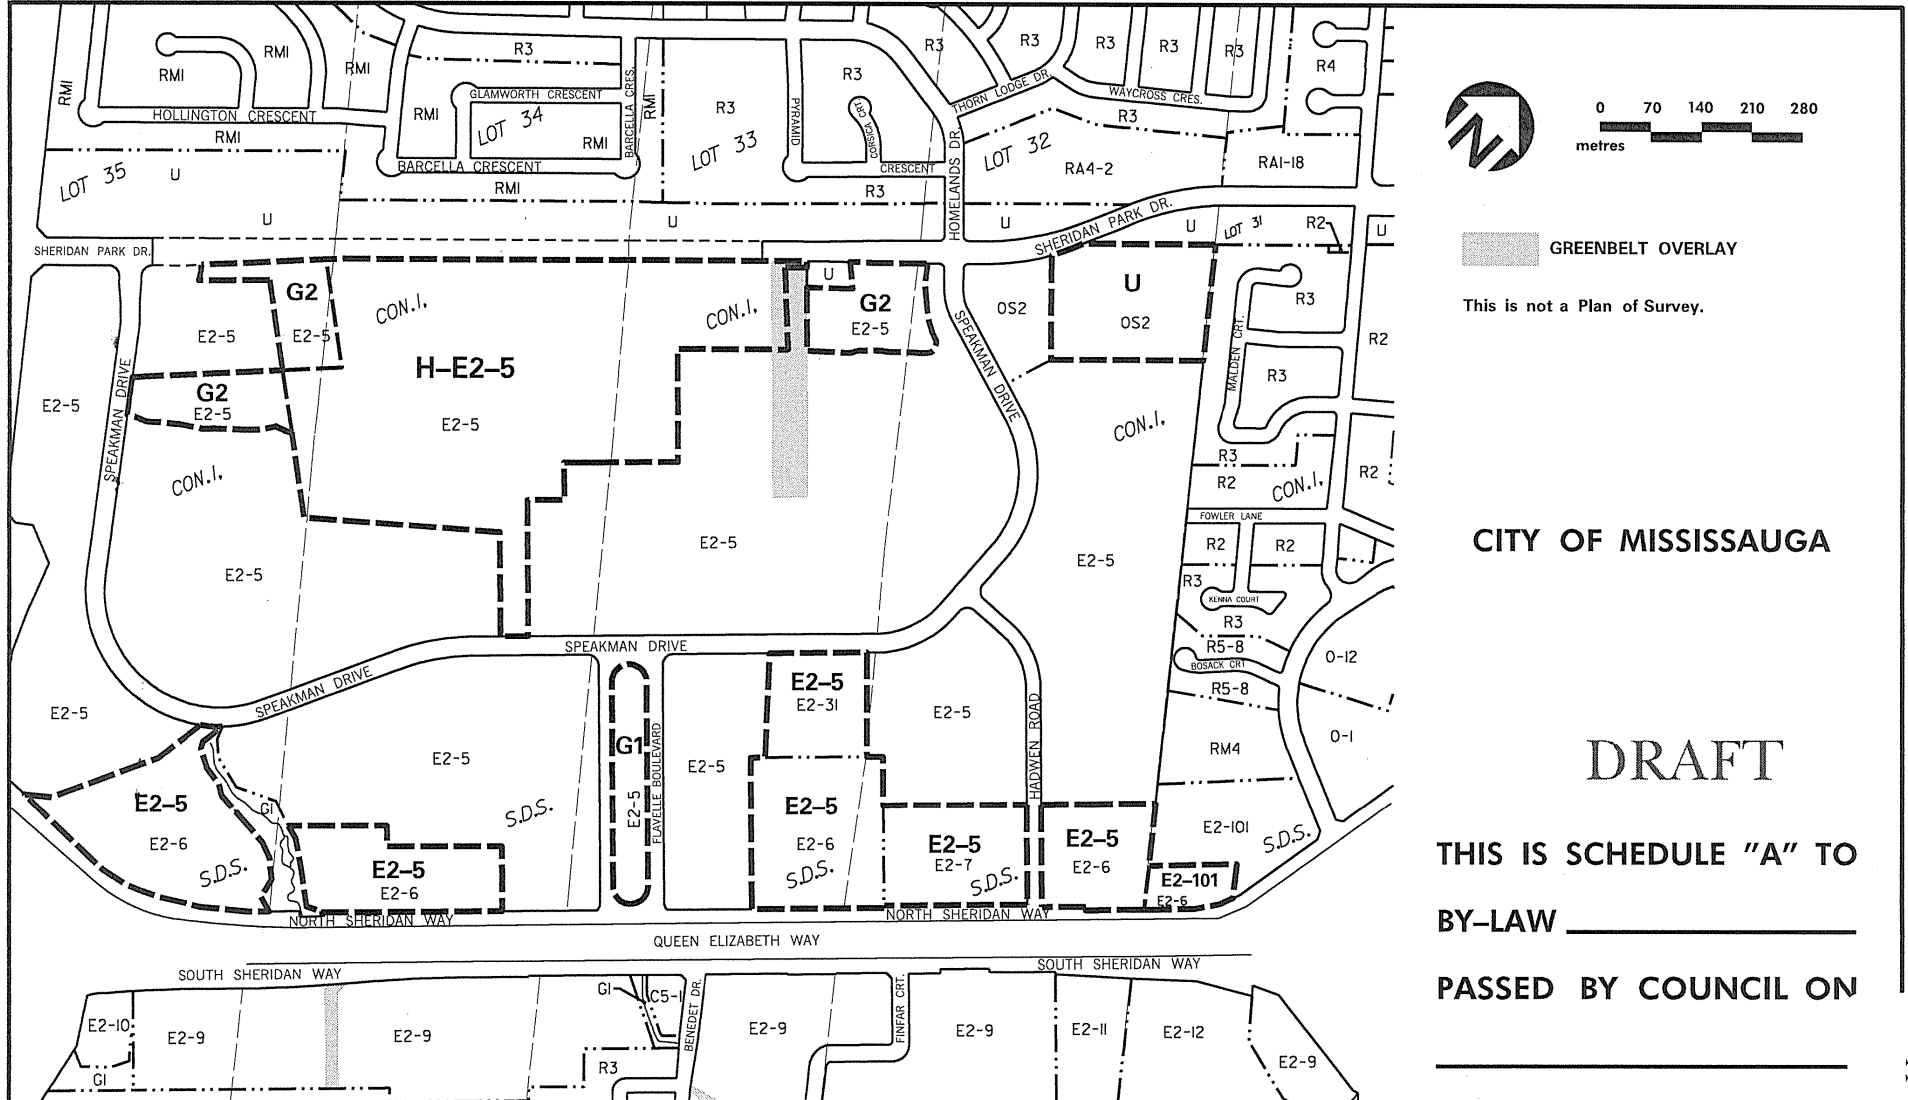 RMI
RMI
RMI
RMI
R3
R3
R3
R3
R3
R3
R4
HOLLINGTON CRESCENT
RMI
GLAMWORTH CRESCENT
RMI
LOT 34
RMI
BARCELLA CRES.
RMI
R3
LOT 33
PYRAMID
R3
CORSICA CRT
CRESCENT
THORN LODGE DR.
WAYCROSS CRES.
R3
LOT 32
RA4-2
RA1-18
HOMELANDS DR.
BARCELLA CRESCENT
RMI
R3
LOT 35
U
U
U
U
U
LOT 31
R2
U
SHERIDAN PARK DR.
SHERIDAN PARK DR.
G2
E2-5
E2-5
CON.I.
CON.I.
U
G2
E2-5
OS2
U
OS2
R3
R2
MALDEN CRT.
R3
SPEAKMAN DRIVE
SPEAKMAN DRIVE
E2-5
G2
E2-5
H–E2–5
E2-5
CON.I.
CON.I.
R3
R2
CON.I.
R2
FOWLER LANE
R2
R2
E2-5
E2-5
E2-5
R3
KENNA COURT
R3
R5-8
BOSACK CRT
R5-8
O-12
O-1
RM4
SPEAKMAN DRIVE
SPEAKMAN DRIVE
E2-5
E2–5
E2-31
E2-5
HADWEN ROAD
E2-5
G1
E2-5
FLAVELLE BOULEVARD
E2-5
E2–5
E2-6
S.D.S.
GI
S.D.S.
E2–5
E2-6
E2–5
E2-6
S.D.S.
E2–5
E2-7
S.D.S.
E2–5
E2-6
E2-101
S.D.S.
E2–101
E2-6
NORTH SHERIDAN WAY
NORTH SHERIDAN WAY
QUEEN ELIZABETH WAY
SOUTH SHERIDAN WAY
SOUTH SHERIDAN WAY
E2-10
GI
E2-9
E2-9
GI
C5-1
R3
BENEDET DR.
E2-9
FINFAR CRT.
E2-9
E2-11
E2-12
E2-9
N
0 70 140 210 280
metres
GREENBELT OVERLAY
This is not a Plan of Survey.
CITY OF MISSISSAUGA
DRAFT
THIS IS SCHEDULE "A" TO
BY–LAW
PASSED BY COUNCIL ON